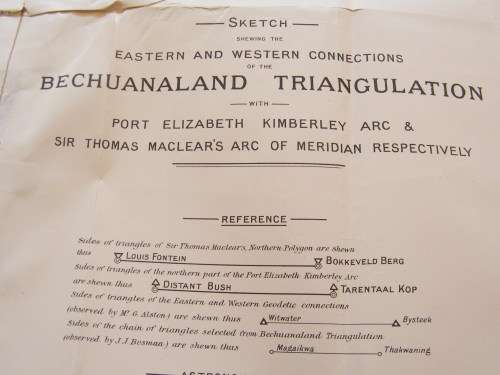 SKETCH
SHEWING THE
EASTERN AND WESTERN CONNECTIONS
OF THE
BECHUANALAND TRIANGULATION
WITH
PORT ELIZABETH KIMBERLEY ARC &
SIR THOMAS MACLEAR'S ARC OF MERIDIAN RESPECTIVELY
REFERENCE
Sides of triangles of Sir Thomas Maclear's, Northern Polygon are shewn
thus LOUIS FONTEIN BOKKEVELD BERG
Sides of triangles of the northern part of the Port Elizabeth Kimberley Arc
are shewn thus DISTANT BUSH TARENTAAL KOP
Sides of triangles of the Eastern and Western Geodetic connections
(observed by Mr. G. Alston) are shewn thus Witwater Bysteek
Sides of the chain of triangles selected from Bechuanaland Triangulation
(observed by J.J. Bosman) are shewn thus Magaikwa Thakwaning